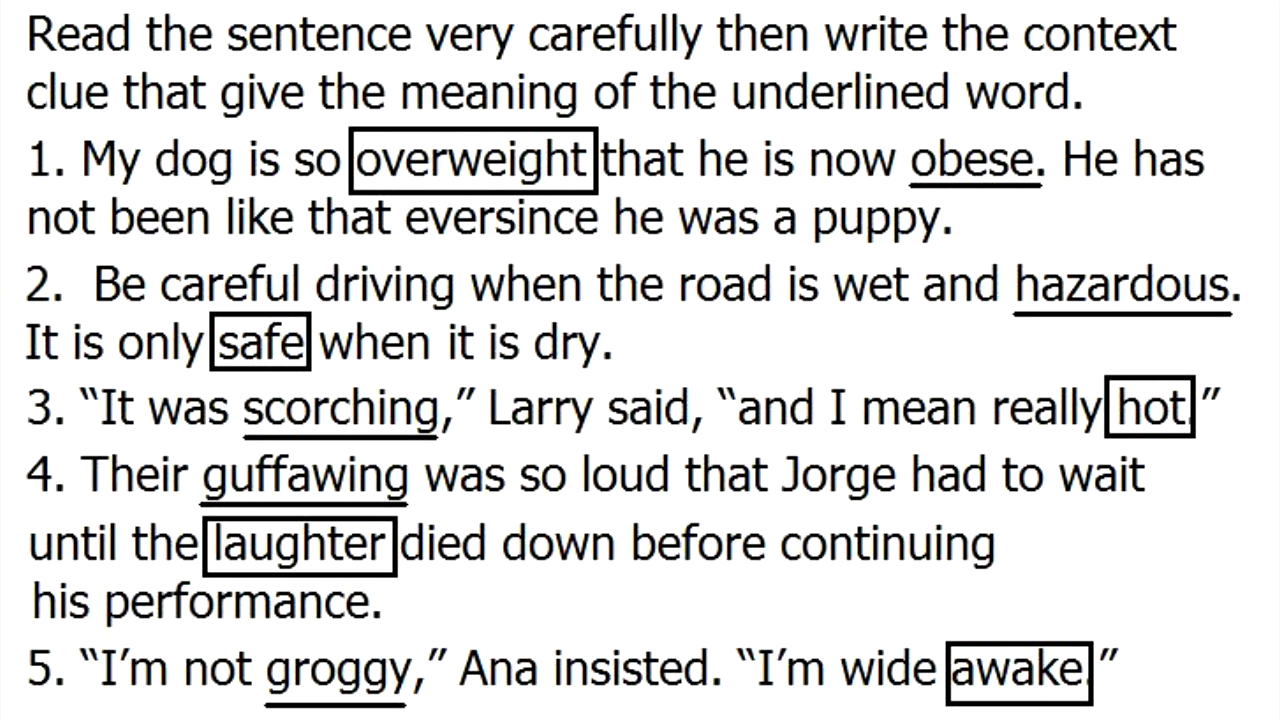 Read the sentence very carefully then write the context
clue that give the meaning of the underlined word.
1. My dog is so overweight that he is now obese. He has
not been like that eversince he was a puppy.
2. Be careful driving when the road is wet and hazardous.
It is only safe when it is dry.
3. “It was scorching,” Larry said, “and I mean really hot.”
4. Their guffawing was so loud that Jorge had to wait
until the laughter died down before continuing
his performance.
5. “I’m not groggy,” Ana insisted. “I’m wide awake.”